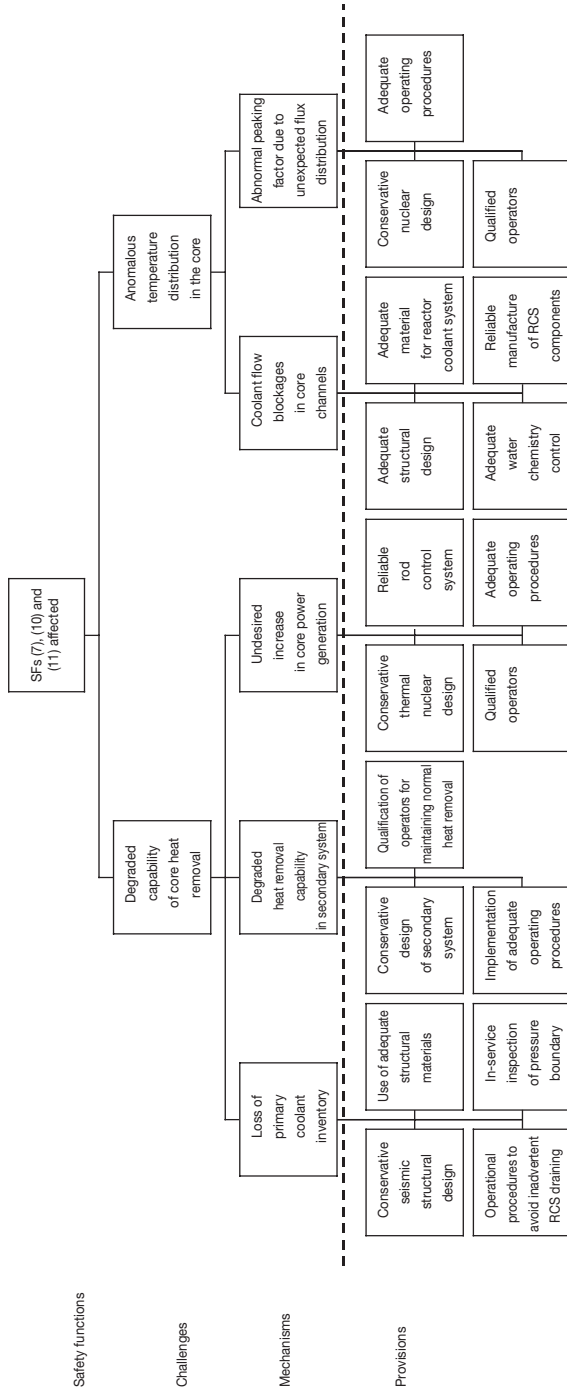 Safety functions
SFs (7), (10) and
(11) affected
Challenges
Degraded
capability
of core heat
removal
Anomalous
temperature
distribution
in the core
Mechanisms
Loss of
primary
coolant
inventory
Degraded
heat removal
capability
in secondary system
Undesired
increase
in core power
generation
Coolant flow
blockages
in core
channels
Abnormal peaking
factor due to
unexpected flux
distribution
Provisions
Conservative
seismic
structural
design
Use of adequate
structural
materials
Conservative
design
of secondary
system
Qualification of
operators for
maintaining normal
heat removal
Conservative
thermal
nuclear
design
Reliable
rod
control
system
Adequate
structural
design
Adequate
material
for reactor
coolant system
Conservative
nuclear
design
Adequate
operating
procedures
Operational
procedures to
avoid inadvertent
RCS draining
In-service
inspection
of pressure
boundary
Implementation
of adequate
operating
procedures
Qualified
operators
Adequate
operating
procedures
Adequate
water
chemistry
control
Reliable
manufacture
of RCS
components
Qualified
operators